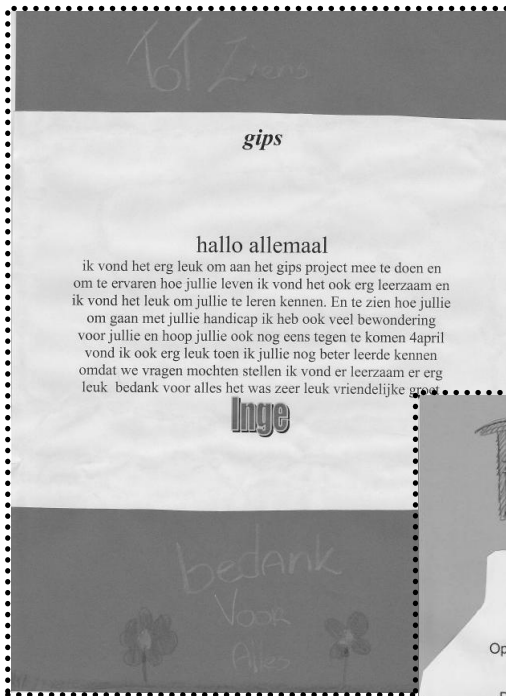 Tot Ziens
gips
hallo allemaal
ik vond het erg leuk om aan het gips project mee te doen en
om te ervaren hoe jullie leven ik vond het ook erg leerzaam en
ik vond het leuk om jullie te leren kennen. En te zien hoe jullie
om gaan met jullie handicap ik heb ook veel bewondering
voor jullie en hoop jullie ook nog eens tegen te komen 4april
vond ik ook erg leuk toen ik jullie nog beter leerde kennen
omdat we vragen mochten stellen ik vond er leerzaam er erg
leuk  bedank voor alles het was zeer leuk vriendelijke groet
Inge
bedank
Voor
Alles
Op